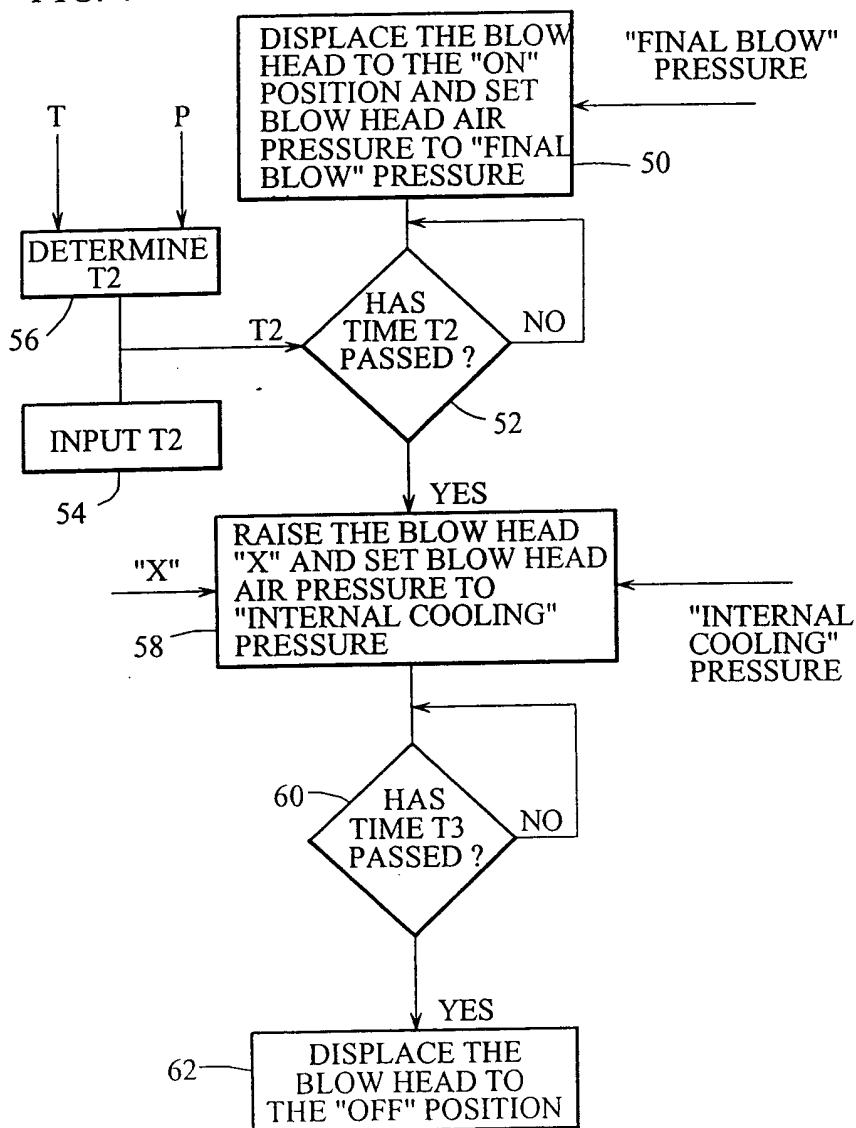 DISPLACE THE BLOW
HEAD TO THE "ON"
POSITION AND SET
BLOW HEAD AIR
PRESSURE TO "FINAL
BLOW" PRESSURE
"FINAL BLOW"
PRESSURE
50
T
P
DETERMINE
T2
56
T2
HAS
TIME T2
PASSED ?
NO
52
INPUT T2
54
YES
RAISE THE BLOW HEAD
"X" AND SET BLOW HEAD
AIR PRESSURE TO
"INTERNAL COOLING"
PRESSURE
"X"
58
"INTERNAL
COOLING"
PRESSURE
60
HAS
TIME T3
PASSED ?
NO
YES
62
DISPLACE THE
BLOW HEAD TO
THE "OFF" POSITION